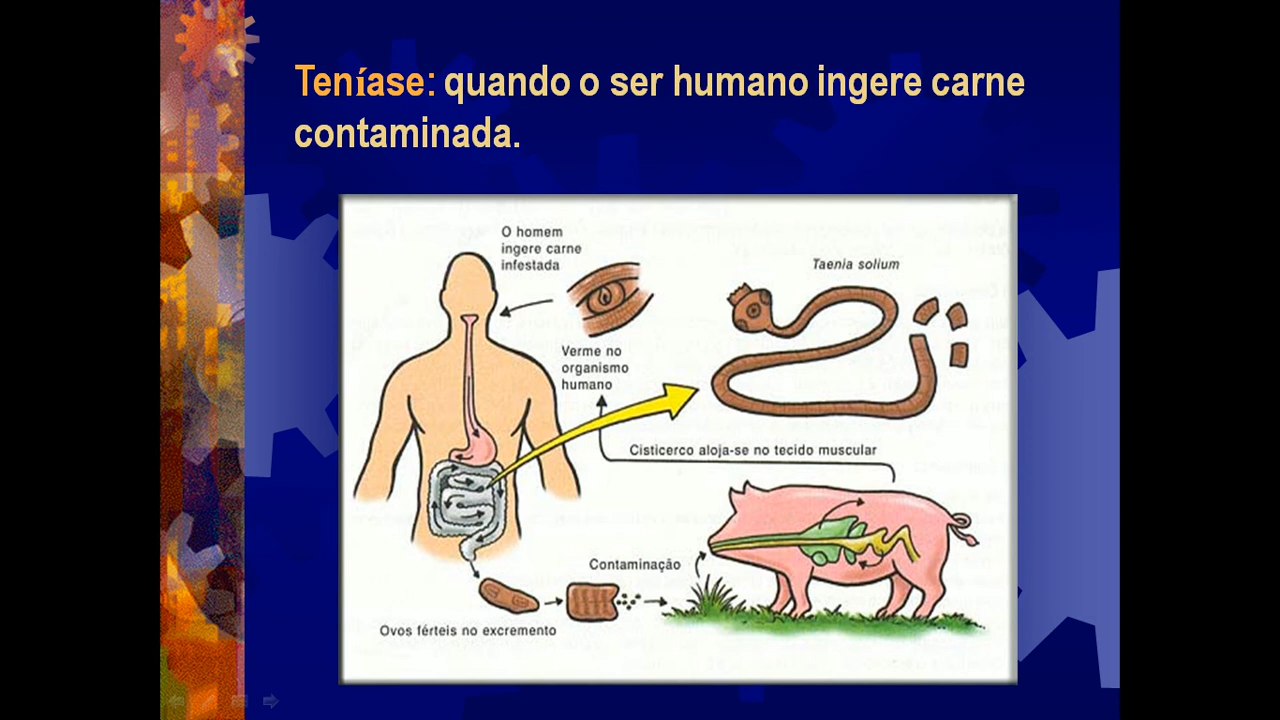 Teníase: quando o ser humano ingere carne
contaminada.
O homem
ingere carne
infestada
Taenia solium
Verme no
organismo
humano
Cisticerco aloja-se no tecido muscular
Contaminação
Ovos férteis no excremento